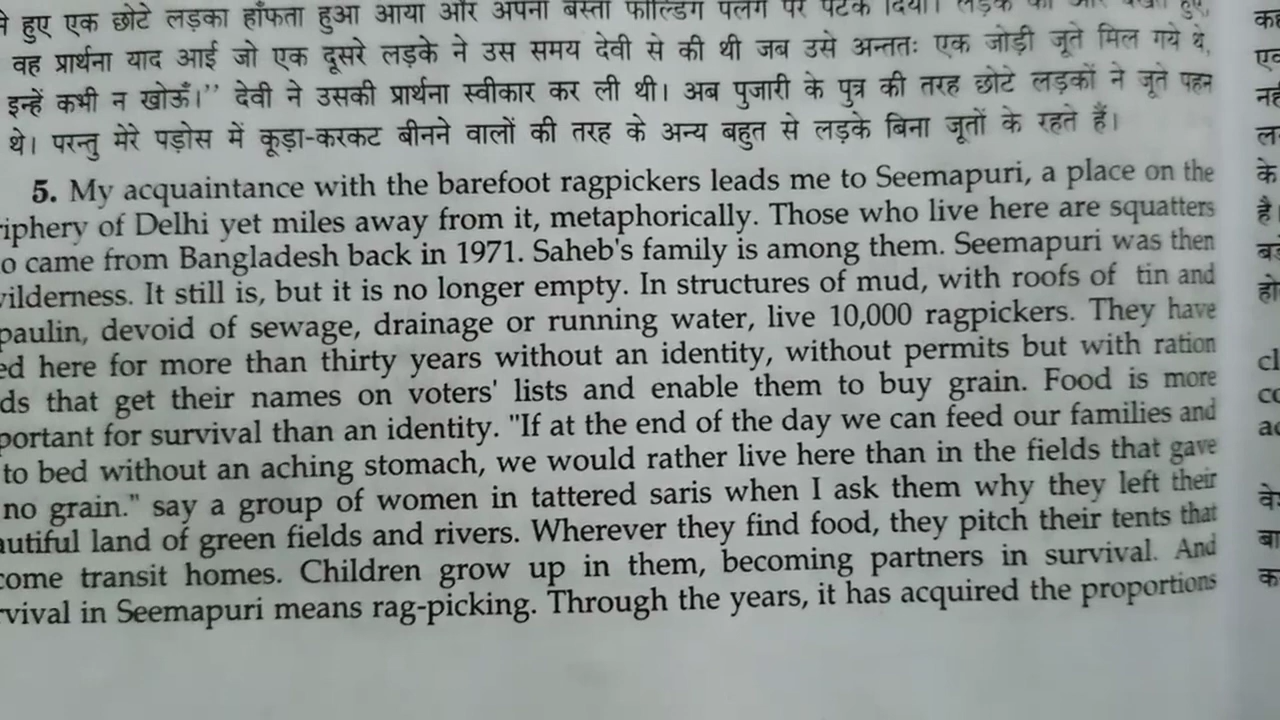 हुए एक छोटे लड़का हाँफता हुआ आया और अपना बस्ता फोल्डिंग पलंग पर पटक दिया।
वह प्रार्थना याद आई जो एक दूसरे लड़के ने उस समय देवी से की थी जब उसे अन्ततः एक जोड़ी जूते मिल गये थे,
इन्हें कभी न खोऊँ।'' देवी ने उसकी प्रार्थना स्वीकार कर ली थी। अब पुजारी के पुत्र की तरह छोटे लड़कों ने जूते पहन
थे। परन्तु मेरे पड़ोस में कूड़ा-करकट बीनने वालों की तरह के अन्य बहुत से लड़के बिना जूतों के रहते हैं।
5. My acquaintance with the barefoot ragpickers leads me to Seemapuri, a place on the
riphery of Delhi yet miles away from it, metaphorically. Those who live here are squatters
o came from Bangladesh back in 1971. Saheb's family is among them. Seemapuri was then
vilderness. It still is, but it is no longer empty. In structures of mud, with roofs of tin and
paulin, devoid of sewage, drainage or running water, live 10,000 ragpickers. They have
ed here for more than thirty years without an identity, without permits but with ration
ds that get their names on voters' lists and enable them to buy grain. Food is more
portant for survival than an identity. "If at the end of the day we can feed our families and
to bed without an aching stomach, we would rather live here than in the fields that gave
no grain." say a group of women in tattered saris when I ask them why they left their
autiful land of green fields and rivers. Wherever they find food, they pitch their tents that
come transit homes. Children grow up in them, becoming partners in survival. And
rvival in Seemapuri means rag-picking. Through the years, it has acquired the proportions